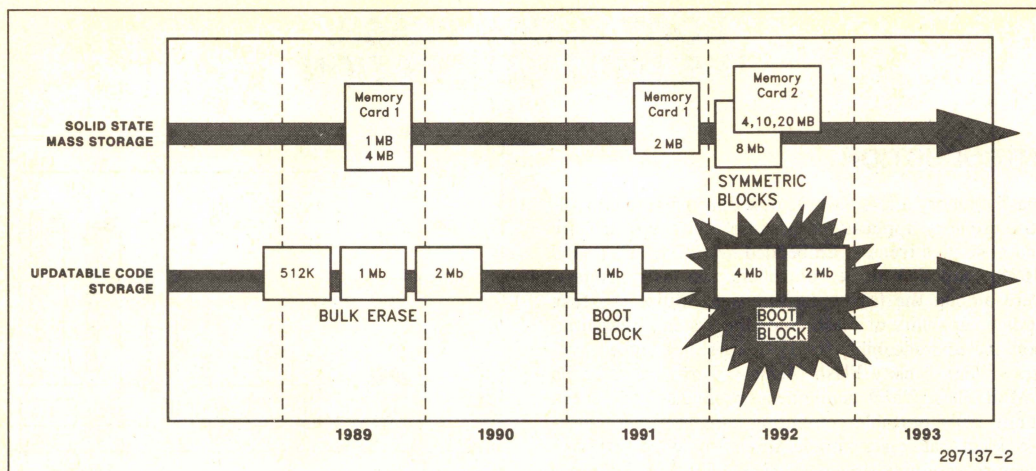 SOLID STATE
MASS STORAGE
Memory
Card 1
1 MB
4 MB
Memory
Card 1
2 MB
Memory
Card 2
4, 10, 20 MB
8 Mb
SYMMETRIC
BLOCKS
UPDATABLE CODE
STORAGE
512K
1 Mb
2 Mb
BULK ERASE
1 Mb
BOOT
BLOCK
4 Mb
2 Mb
BOOT
BLOCK
1989
1990
1991
1992
1993
297137-2